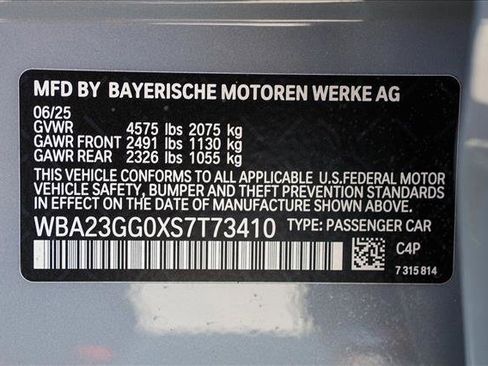 MFD BY BAYERISCHE MOTOREN WERKE AG
06/25
GVWR 4575 lbs 2075 kg
GAWR FRONT 2491 lbs 1130 kg
GAWR REAR 2326 lbs 1055 kg
THIS VEHICLE CONFORMS TO ALL APPLICABLE U.S.FEDERAL MOTOR
VEHICLE SAFETY, BUMPER AND THEFT PREVENTION STANDARDS
IN EFFECT ON THE DATE OF MANUFACTURE SHOWN ABOVE.
WBA23GG0XS7T73410 TYPE: PASSENGER CAR
C4P
7 315 814